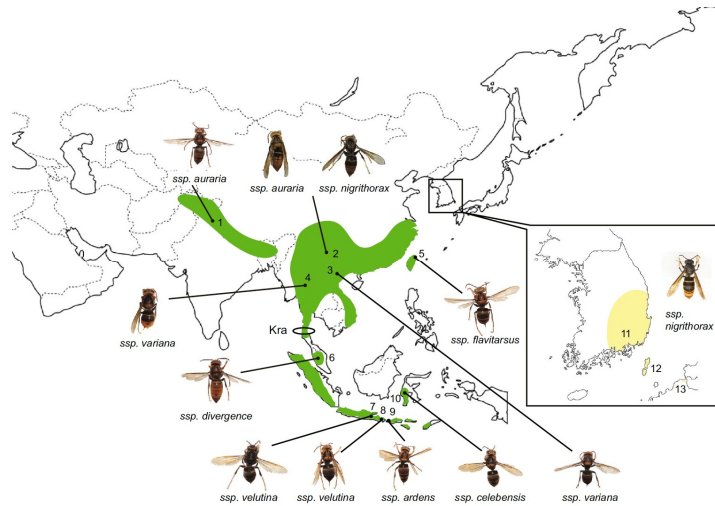 ssp. auraria
ssp. auraria
ssp. nigrithorax
1
2
3
4
5
ssp. variana
Kra
ssp. flavitarsus
6
ssp. divergence
7
8
9
10
11
12
13
ssp.
nigrithorax
ssp. velutina
ssp. velutina
ssp. ardens
ssp. celebensis
ssp. variana